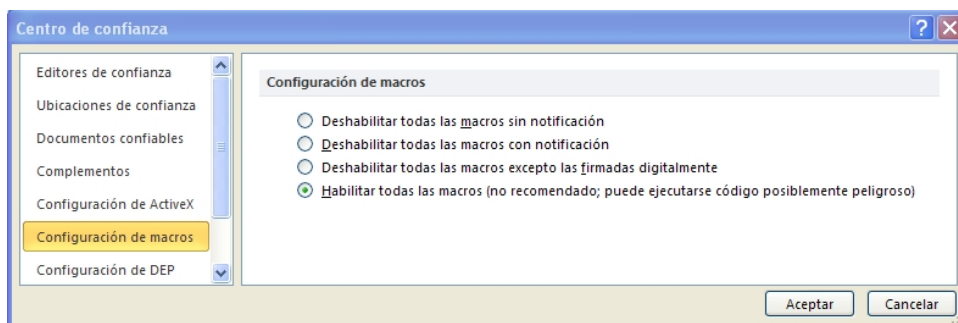 Centro de confianza
Editores de confianza
Ubicaciones de confianza
Documentos confiables
Complementos
Configuración de ActiveX
Configuración de macros
Configuración de DEP
Configuración de macros
Deshabilitar todas las macros sin notificación
Deshabilitar todas las macros con notificación
Deshabilitar todas las macros excepto las firmadas digitalmente
Habilitar todas las macros (no recomendado; puede ejecutarse código posiblemente peligroso)
Aceptar
Cancelar